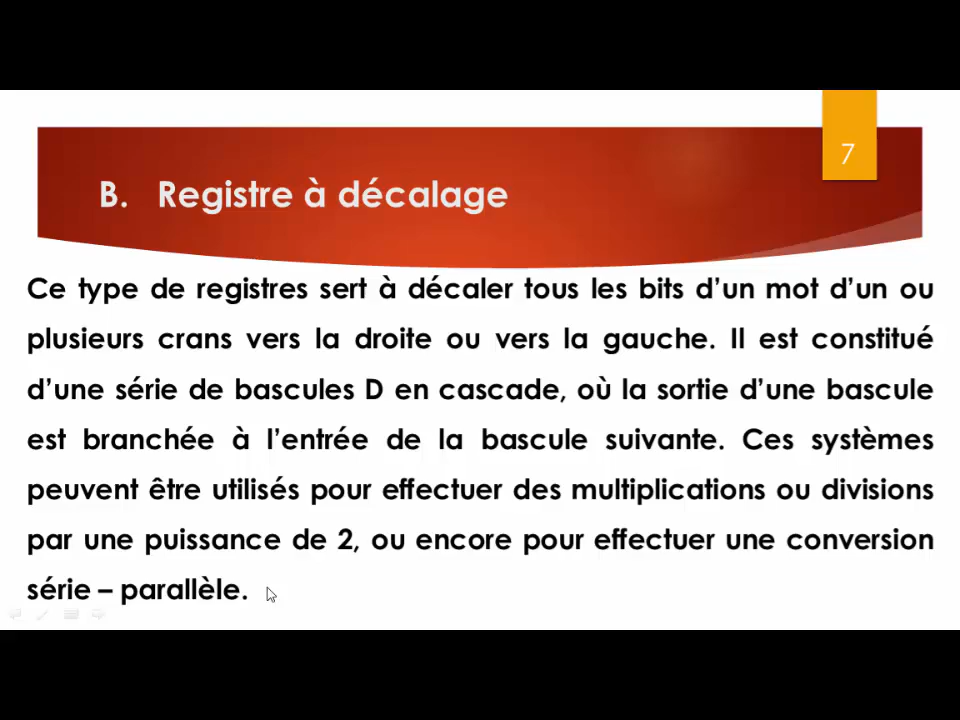 7
B. Registre à décalage
Ce type de registres sert à décaler tous les bits d’un mot d’un ou
plusieurs crans vers la droite ou vers la gauche. Il est constitué
d’une série de bascules D en cascade, où la sortie d’une bascule
est branchée à l’entrée de la bascule suivante. Ces systèmes
peuvent être utilisés pour effectuer des multiplications ou divisions
par une puissance de 2, ou encore pour effectuer une conversion
série – parallèle.